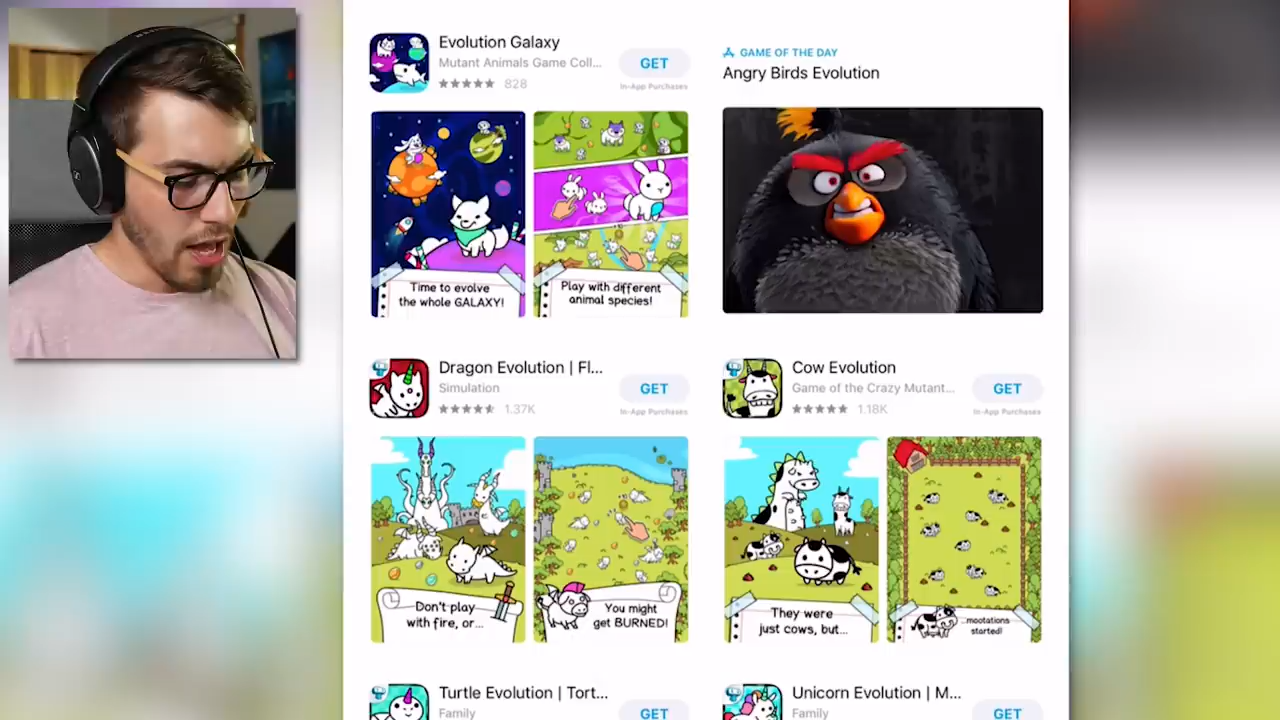 Evolution Galaxy
Mutant Animals Game Coll...
828
GET
In-App Purchases
GAME OF THE DAY
Angry Birds Evolution
Time to evolve
the whole GALAXY!
Play with different
animal species!
Dragon Evolution | Fl...
Simulation
1.37K
GET
In-App Purchases
Cow Evolution
Game of the Crazy Mutant...
1.18K
GET
In-App Purchases
Don't play
with fire, or...
You might
get BURNED!
They were
just cows, but...
...mootations
started!
Turtle Evolution | Tort...
Family
GET
Unicorn Evolution | M...
Family
GET